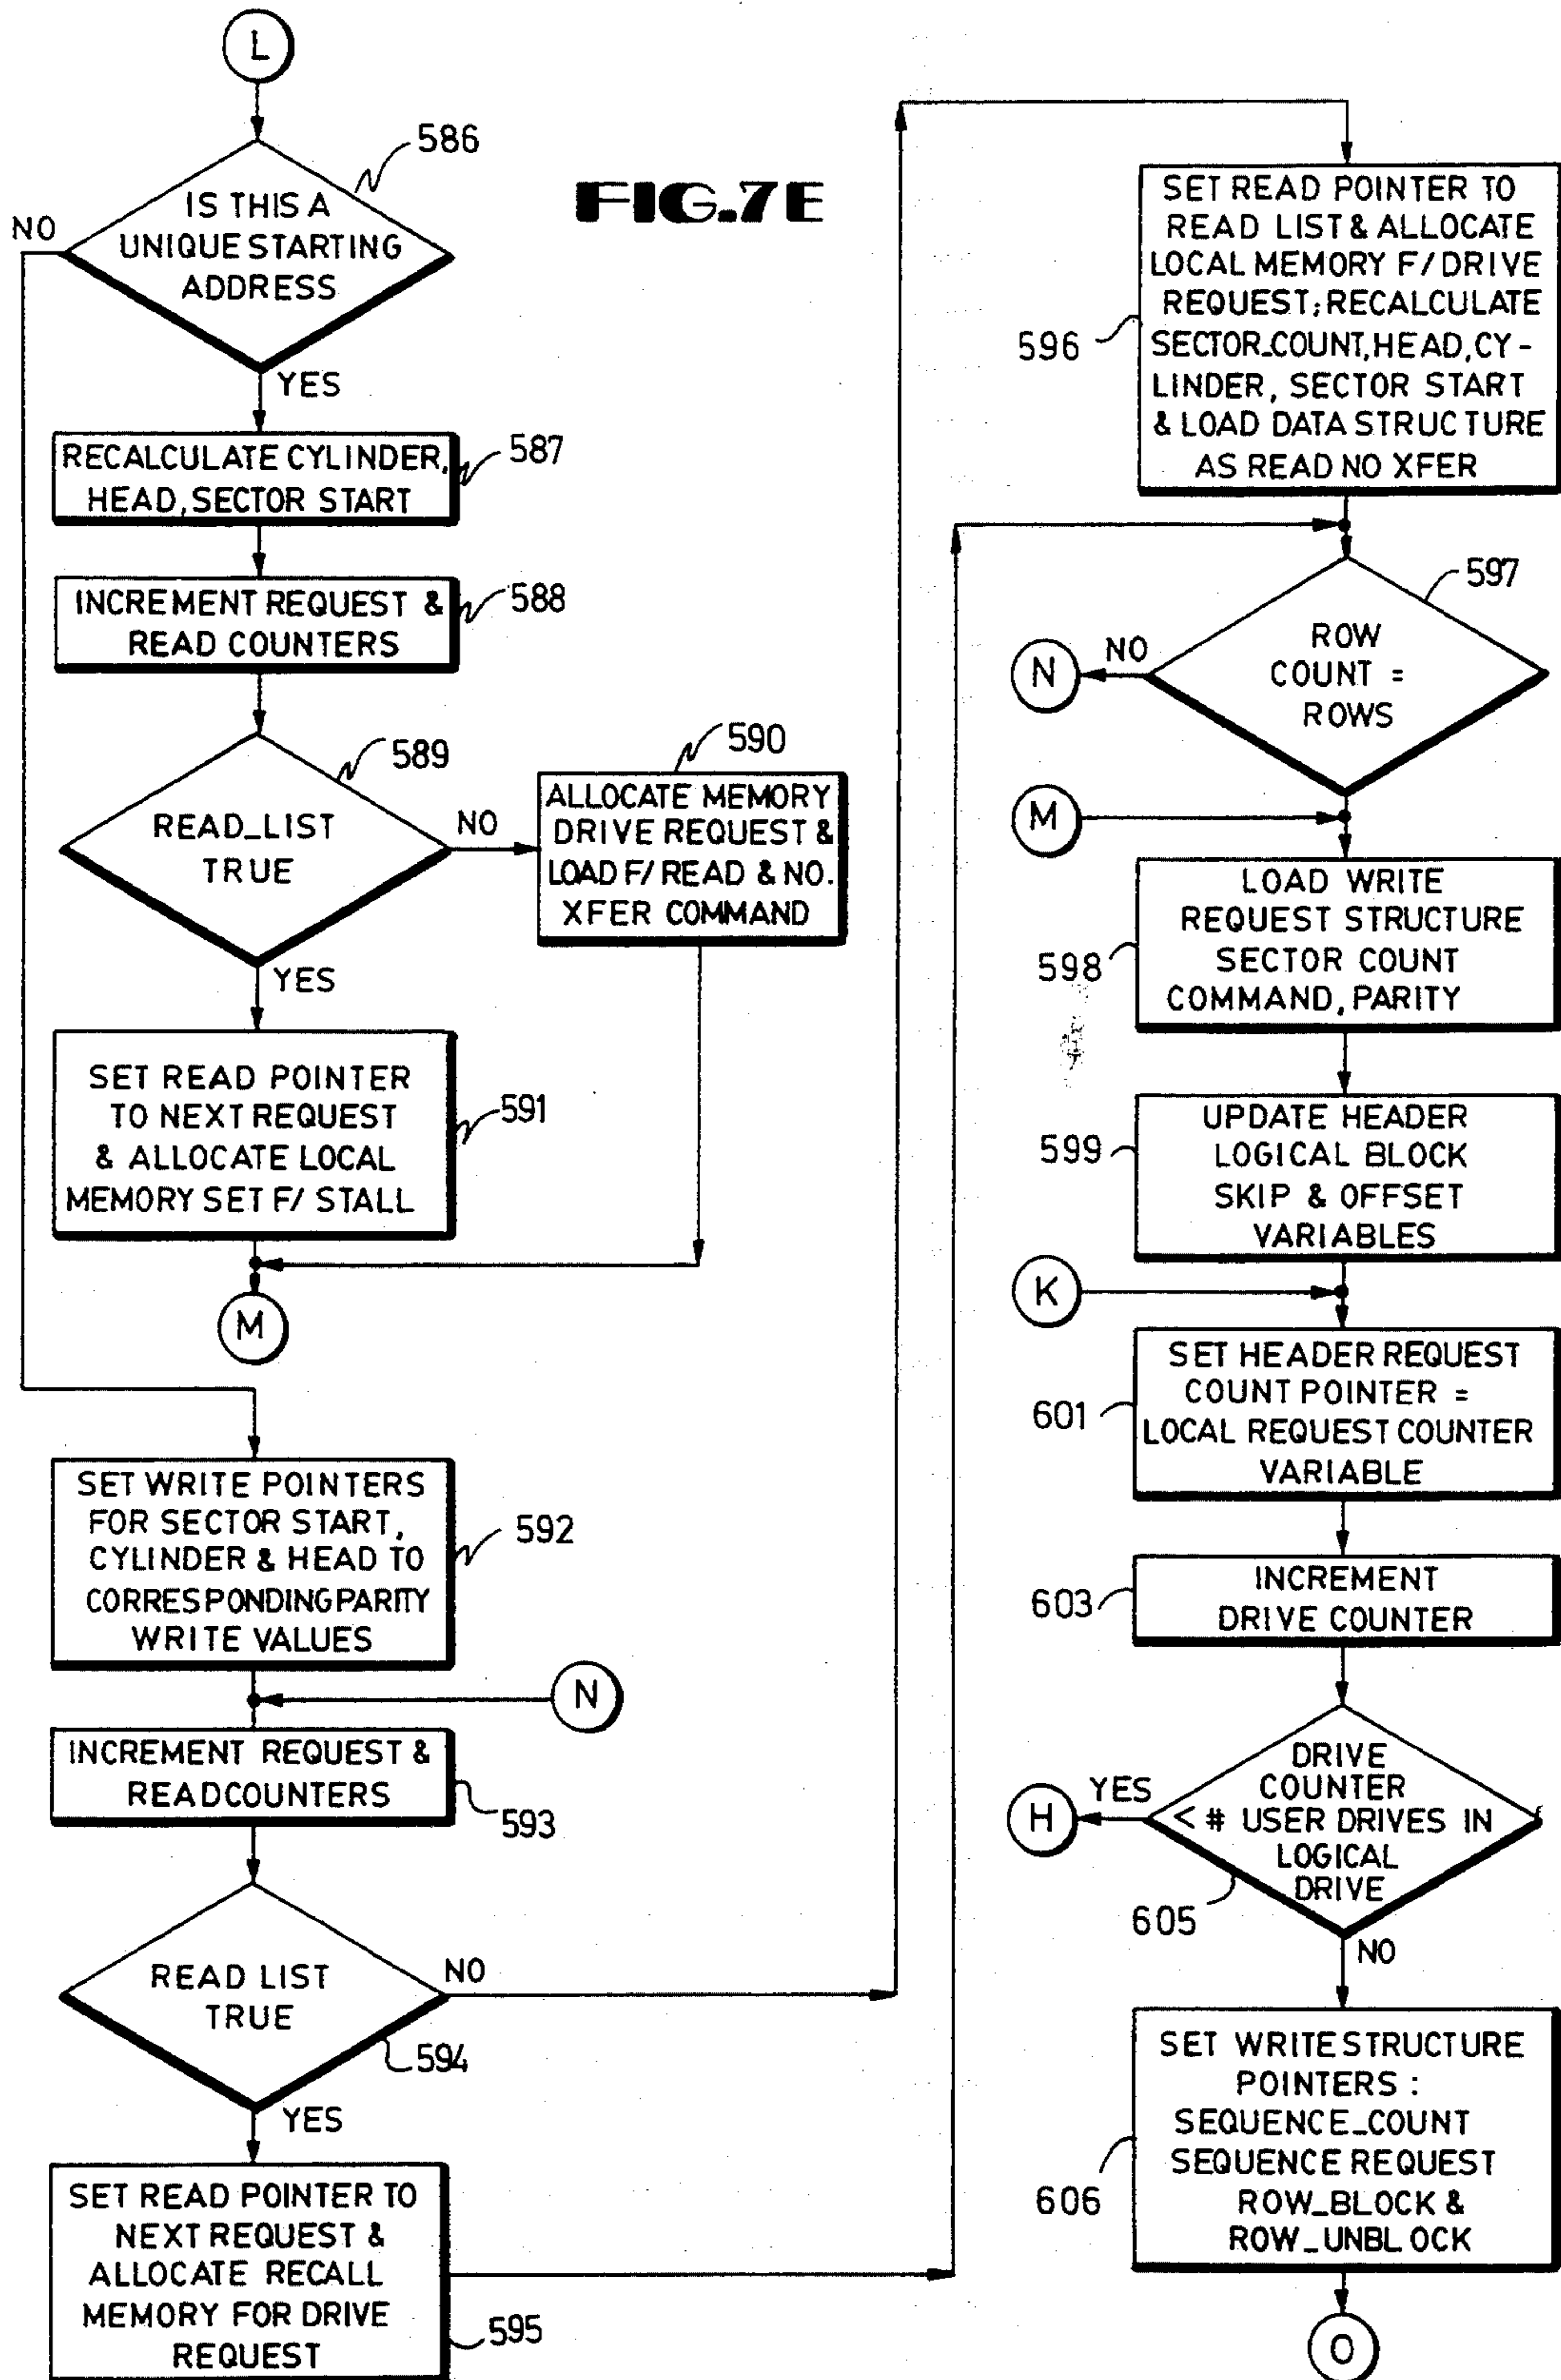 L
586
IS THIS A
UNIQUE STARTING
ADDRESS
NO
YES
FIG.7E
RECALCULATE CYLINDER,
HEAD, SECTOR START
587
INCREMENT REQUEST &
READ COUNTERS
588
589
READ_LIST
TRUE
NO
YES
590
ALLOCATE MEMORY
DRIVE REQUEST &
LOAD F/ READ & NO.
XFER COMMAND
SET READ POINTER
TO NEXT REQUEST
& ALLOCATE LOCAL
MEMORY SET F/ STALL
591
M
SET WRITE POINTERS
FOR SECTOR START,
CYLINDER & HEAD TO
CORRESPONDING PARITY
WRITE VALUES
592
N
INCREMENT REQUEST &
READ COUNTERS
593
READ LIST
TRUE
NO
594
YES
SET READ POINTER TO
NEXT REQUEST &
ALLOCATE RECALL
MEMORY FOR DRIVE
REQUEST
595
SET READ POINTER TO
READ LIST & ALLOCATE
LOCAL MEMORY F/ DRIVE
REQUEST; RECALCULATE
SECTOR_COUNT, HEAD, CY-
LINDER, SECTOR START
& LOAD DATA STRUCTURE
AS READ NO XFER
596
597
ROW
COUNT =
ROWS
NO
N
M
LOAD WRITE
REQUEST STRUCTURE
SECTOR COUNT
COMMAND, PARITY
598
UPDATE HEADER
LOGICAL BLOCK
SKIP & OFFSET
VARIABLES
599
K
SET HEADER REQUEST
COUNT POINTER =
LOCAL REQUEST COUNTER
VARIABLE
601
INCREMENT
DRIVE COUNTER
603
DRIVE
COUNTER
< # USER DRIVES IN
LOGICAL
DRIVE
YES
H
605
NO
SET WRITE STRUCTURE
POINTERS :
SEQUENCE_COUNT
SEQUENCE REQUEST
ROW_BLOCK &
ROW_UNBLOCK
606
O